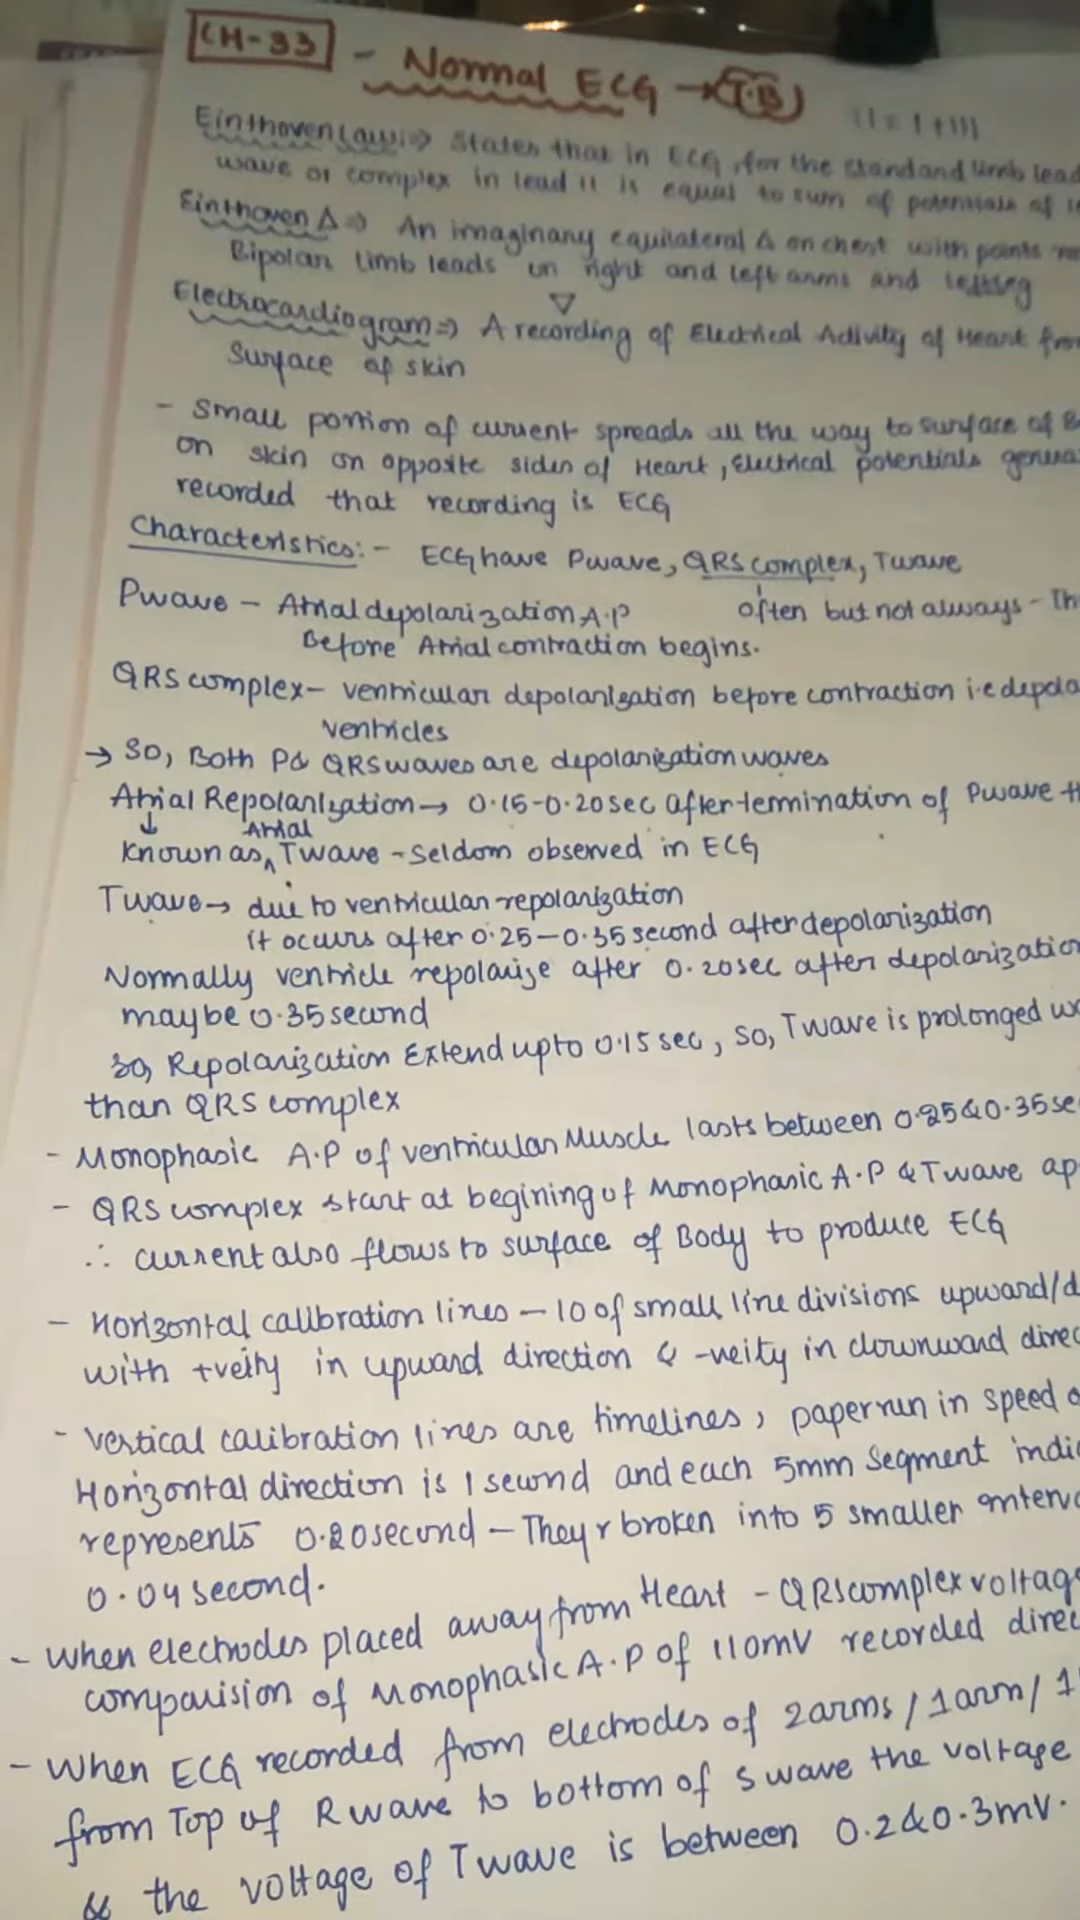 CH-33 - Normal ECG → (T.B)
II = I + III
Einthoven Law:⇒ States that in ECG, for the standand limb lead
wave or complex in lead II is equal to sum of potentials of
Einthoven Δ ⇒ An imaginary equilateral Δ on chest with points
Bipolar limb leads on right and left arms and left leg
▽
Electrocardiogram ⇒ A recording of Electrical Activity of Heart from
Surface of skin
- Small portion of current spreads all the way to surface of
on skin on opposite sides of Heart, Electrical potentials
recorded that recording is ECG
Characteristics:- ECG have P wave, QRS complex, T wave
P wave - Atrial depolarization A.P often but not always -
Before Atrial contraction begins.
QRS complex - ventricular depolarization before contraction i.e
ventricles
→ So, Both P & QRS waves are depolarization waves
Atrial Repolarization → 0.15-0.20 sec after termination of P wave
↓
Known as ^ Atrial T wave - Seldom observed in ECG
T wave → due to ventricular repolarization
it occurs after 0.25-0.35 second after depolarization
Normally ventricle repolarize after 0.20 sec after depolarization
maybe 0.35 second
So, Repolarization Extend upto 0.15 sec, So, T wave is prolonged
than QRS complex
- Monophasic A.P of ventricular Muscle lasts between 0.25 & 0.35
- QRS complex start at begining of Monophasic A.P & T wave
∴ current also flows to surface of Body to produce ECG
- Horizontal calibration lines - 10 of small line divisions upward/
with +veity in upward direction & -veity in downward
- Vertical calibration lines are timelines, paper run in speed
Horizontal direction is 1 second and each 5mm Segment
represents 0.20 second - They r broken into 5 smaller
0.04 second.
- When electrodes placed away from Heart - QRS complex
comparision of Monophasic A.P of 110mV recorded
- When ECG recorded from electrodes of 2 arms / 1 arm / 1
from Top of R wave to bottom of S wave the voltage
& the voltage of T wave is between 0.2 & 0.3mV.